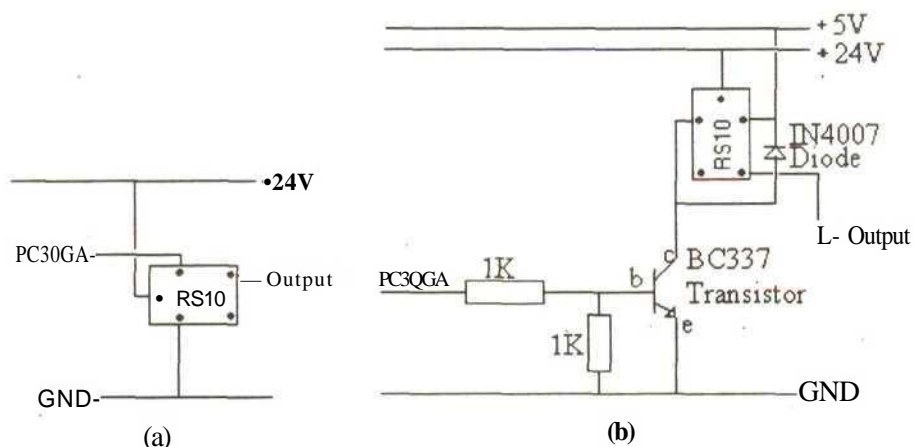 •24V
PC30GA-
RS10
— Output
GND-
(a)
+ 5V
+ 24V
RS10
IN4007
Diode
L- Output
PC3QGA
1K
b
c
BC337
Transistor
e
1K
GND
(b)